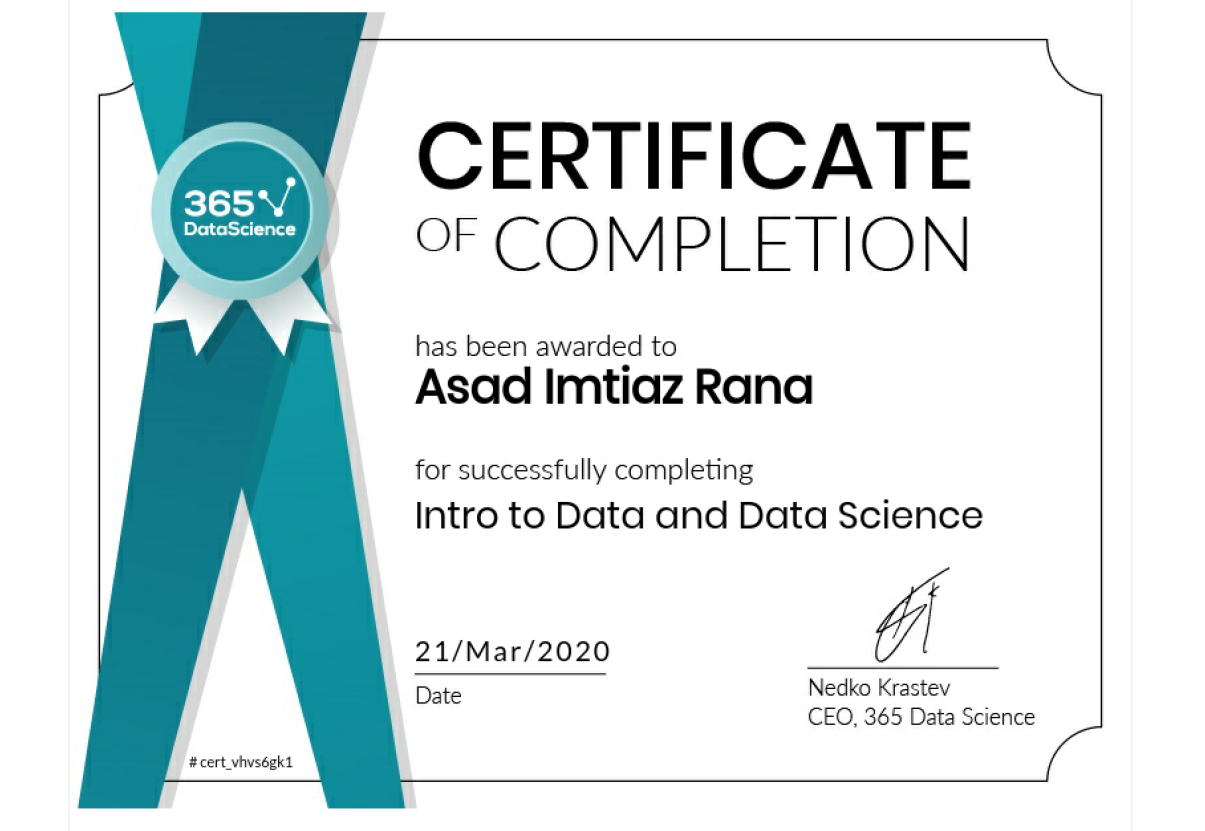 365
DataScience
CERTIFICATE
OF COMPLETION
has been awarded to
Asad Imtiaz Rana
for successfully completing
Intro to Data and Data Science
21/Mar/2020
Date
Nedko Krastev
CEO, 365 Data Science
# cert_vhvs6gk1